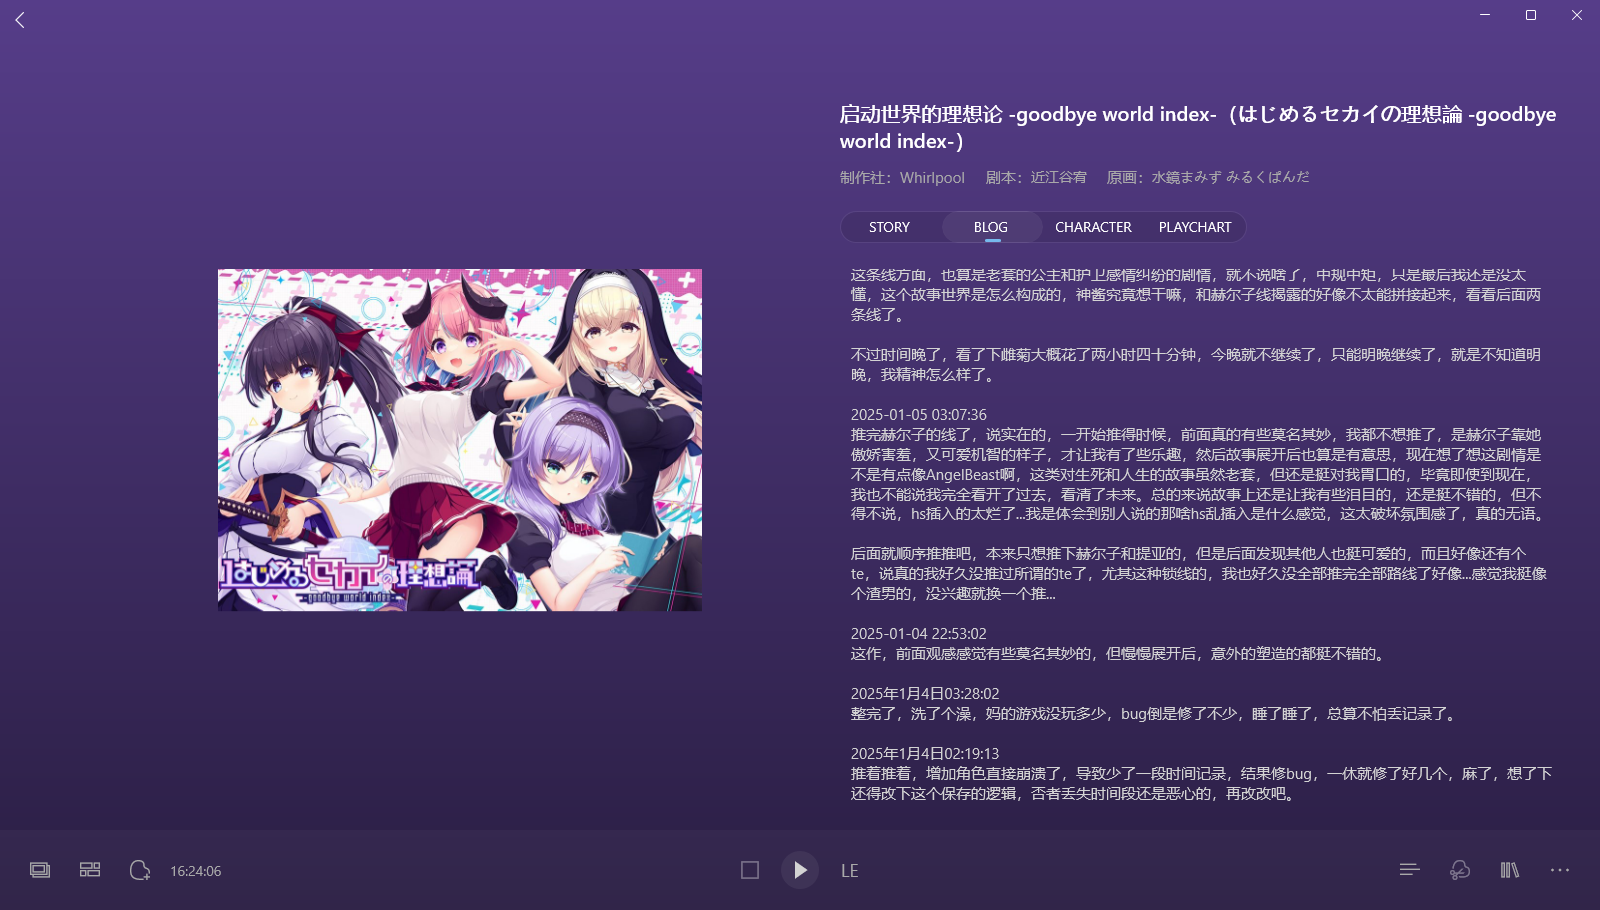 启动世界的理想论 -goodbye world index-（はじめるセカイの理想論 -goodbye
world index-）
制作社：Whirlpool 剧本：近江谷宥 原画：水鏡まみず みるくぱんだ
STORY BLOG CHARACTER PLAYCHART
这条线方面，也算是老套的公主和护卫感情纠纷的剧情，就不说啥了，中规中矩，只是最后我还是没太
懂，这个故事世界是怎么构成的，神酱究竟想干嘛，和赫尔子线揭露的好像不太能拼接起来，看看后面两
条线了。
不过时间晚了，看了下雌菊大概花了两小时四十分钟，今晚就不继续了，只能明晚继续了，就是不知道明
晚，我精神怎么样了。
2025-01-05 03:07:36
推完赫尔子的线了，说实在的，一开始推得时候，前面真的有些莫名其妙，我都不想推了，是赫尔子靠她
傲娇害羞，又可爱机智的样子，才让我有了些乐趣，然后故事展开后也算是有意思，现在想了想这剧情是
不是有点像AngelBeast啊，这类对生死和人生的故事虽然老套，但还是挺对我胃口的，毕竟即使到现在，
我也不能说我完全看开了过去，看清了未来。总的来说故事上还是让我有些泪目的，还是挺不错的，但不
得不说，hs插入的太烂了...我是体会到别人说的那啥hs乱插入是什么感觉，这太破坏氛围感了，真的无语。
后面就顺序推推吧，本来只想推下赫尔子和提亚的，但是后面发现其他人也挺可爱的，而且好像还有个
te，说真的我好久没推过所谓的te了，尤其这种锁线的，我也好久没全部推完全部路线了好像...感觉我挺像
个渣男的，没兴趣就换一个推...
2025-01-04 22:53:02
这作，前面观感感觉有些莫名其妙的，但慢慢展开后，意外的塑造的都挺不错的。
2025年1月4日03:28:02
整完了，洗了个澡，妈的游戏没玩多少，bug倒是修了不少，睡了睡了，总算不怕丢记录了。
2025年1月4日02:19:13
推着推着，增加角色直接崩溃了，导致少了一段时间记录，结果修bug，一休就修了好几个，麻了，想了下
还得改下这个保存的逻辑，否者丢失时间段还是恶心的，再改改吧。
はじめるセカイの理想論
-goodbye world index-
16:24:06
LE